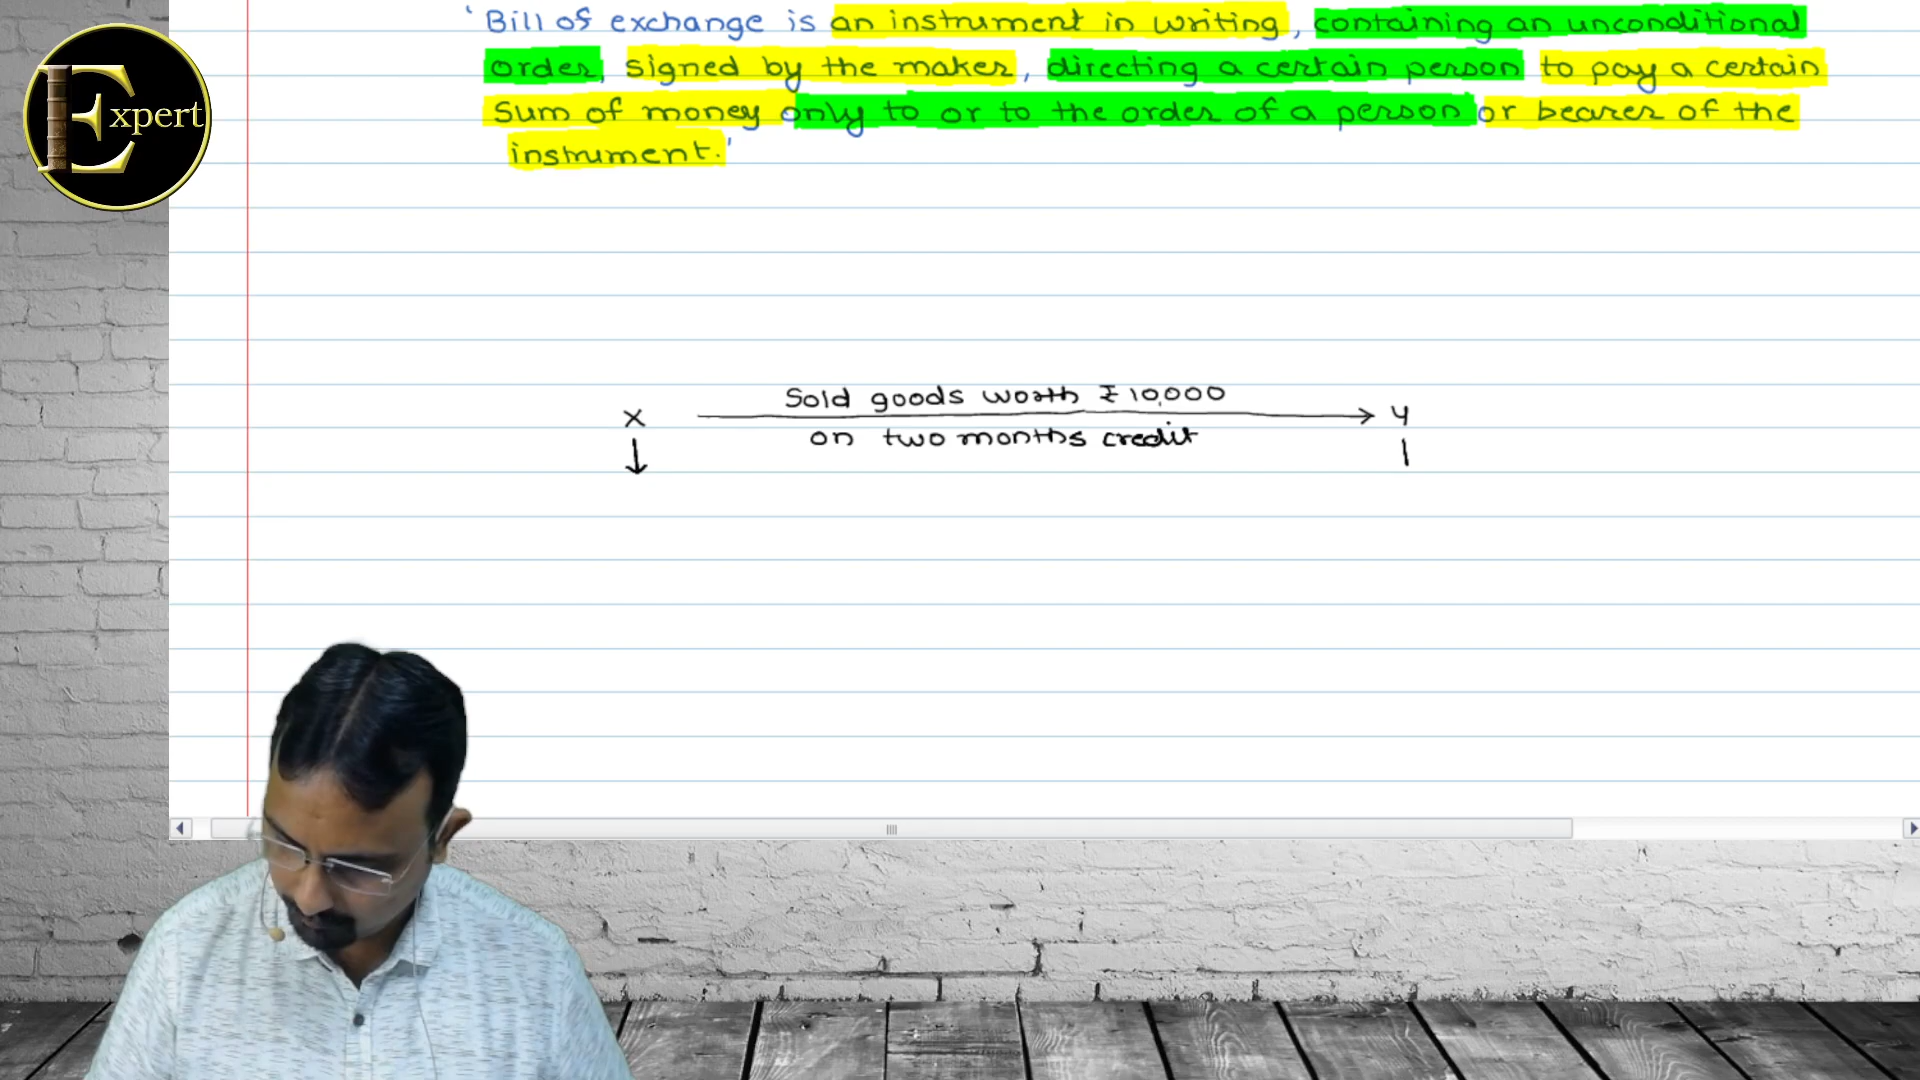 Expert
'Bill of exchange is an instrument in writing, containing an unconditional
order, signed by the maker, directing a certain person to pay a certain
sum of money only to or to the order of a person or bearer of the
instrument.'
Sold goods worth ₹10,000
X Y
on two months credit